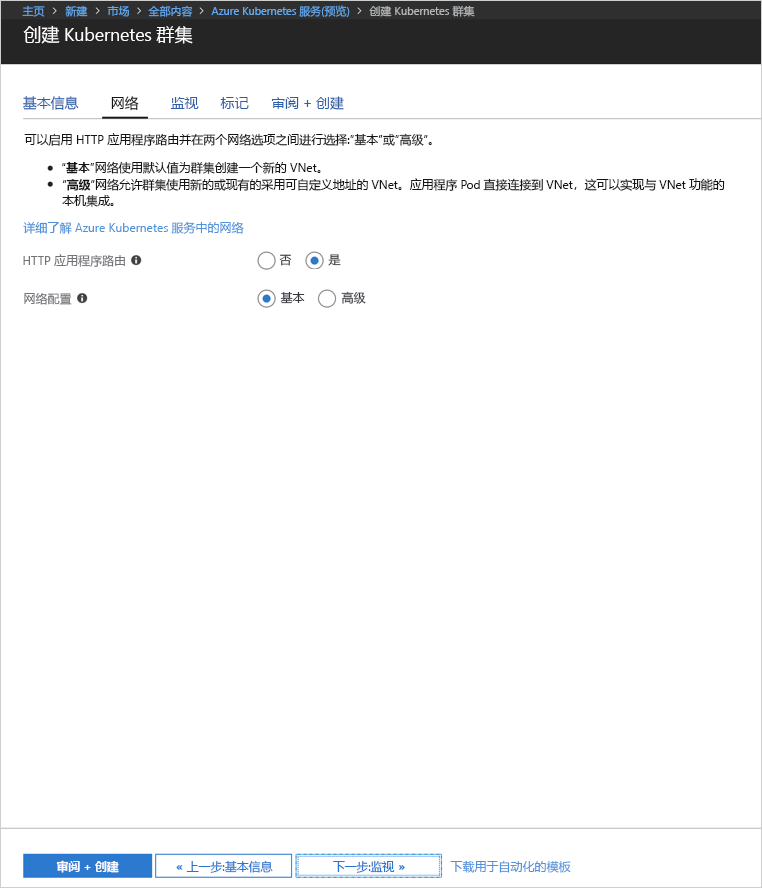 主页 > 新建 > 市场 > 全部内容 > Azure Kubernetes 服务(预览) > 创建 Kubernetes 群集
创建 Kubernetes 群集
基本信息 网络 监视 标记 审阅 + 创建
可以启用 HTTP 应用程序路由并在两个网络选项之间进行选择:“基本”或“高级”。
• “基本”网络使用默认值为群集创建一个新的 VNet。
• “高级”网络允许群集使用新的或现有的采用可自定义地址的 VNet。应用程序 Pod 直接连接到 VNet，这可以实现与 VNet 功能的
本机集成。
详细了解 Azure Kubernetes 服务中的网络
HTTP 应用程序路由 否 是
网络配置 基本 高级
审阅 + 创建 « 上一步:基本信息 下一步:监视 » 下载用于自动化的模板